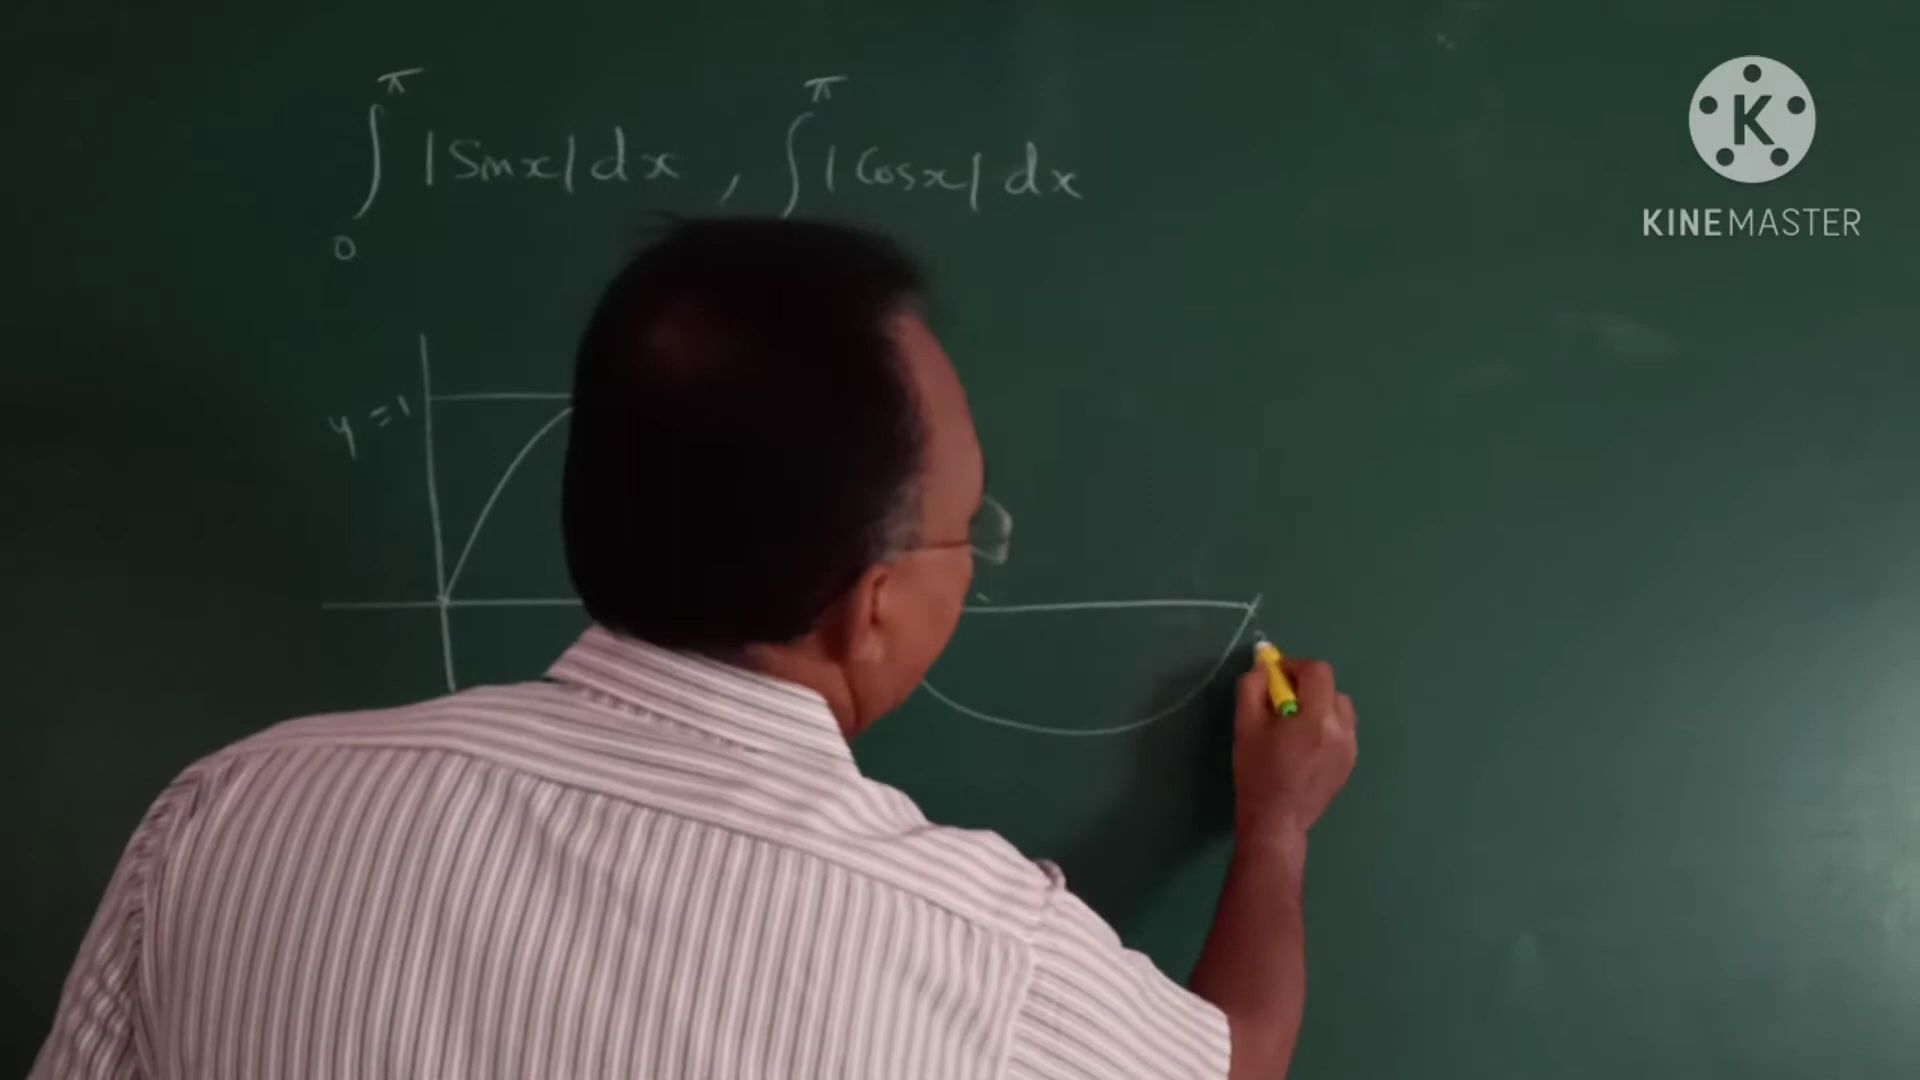 π π
∫ |Sinx| dx , ∫ |Cosx| dx
0
y = 1
K
KINEMASTER